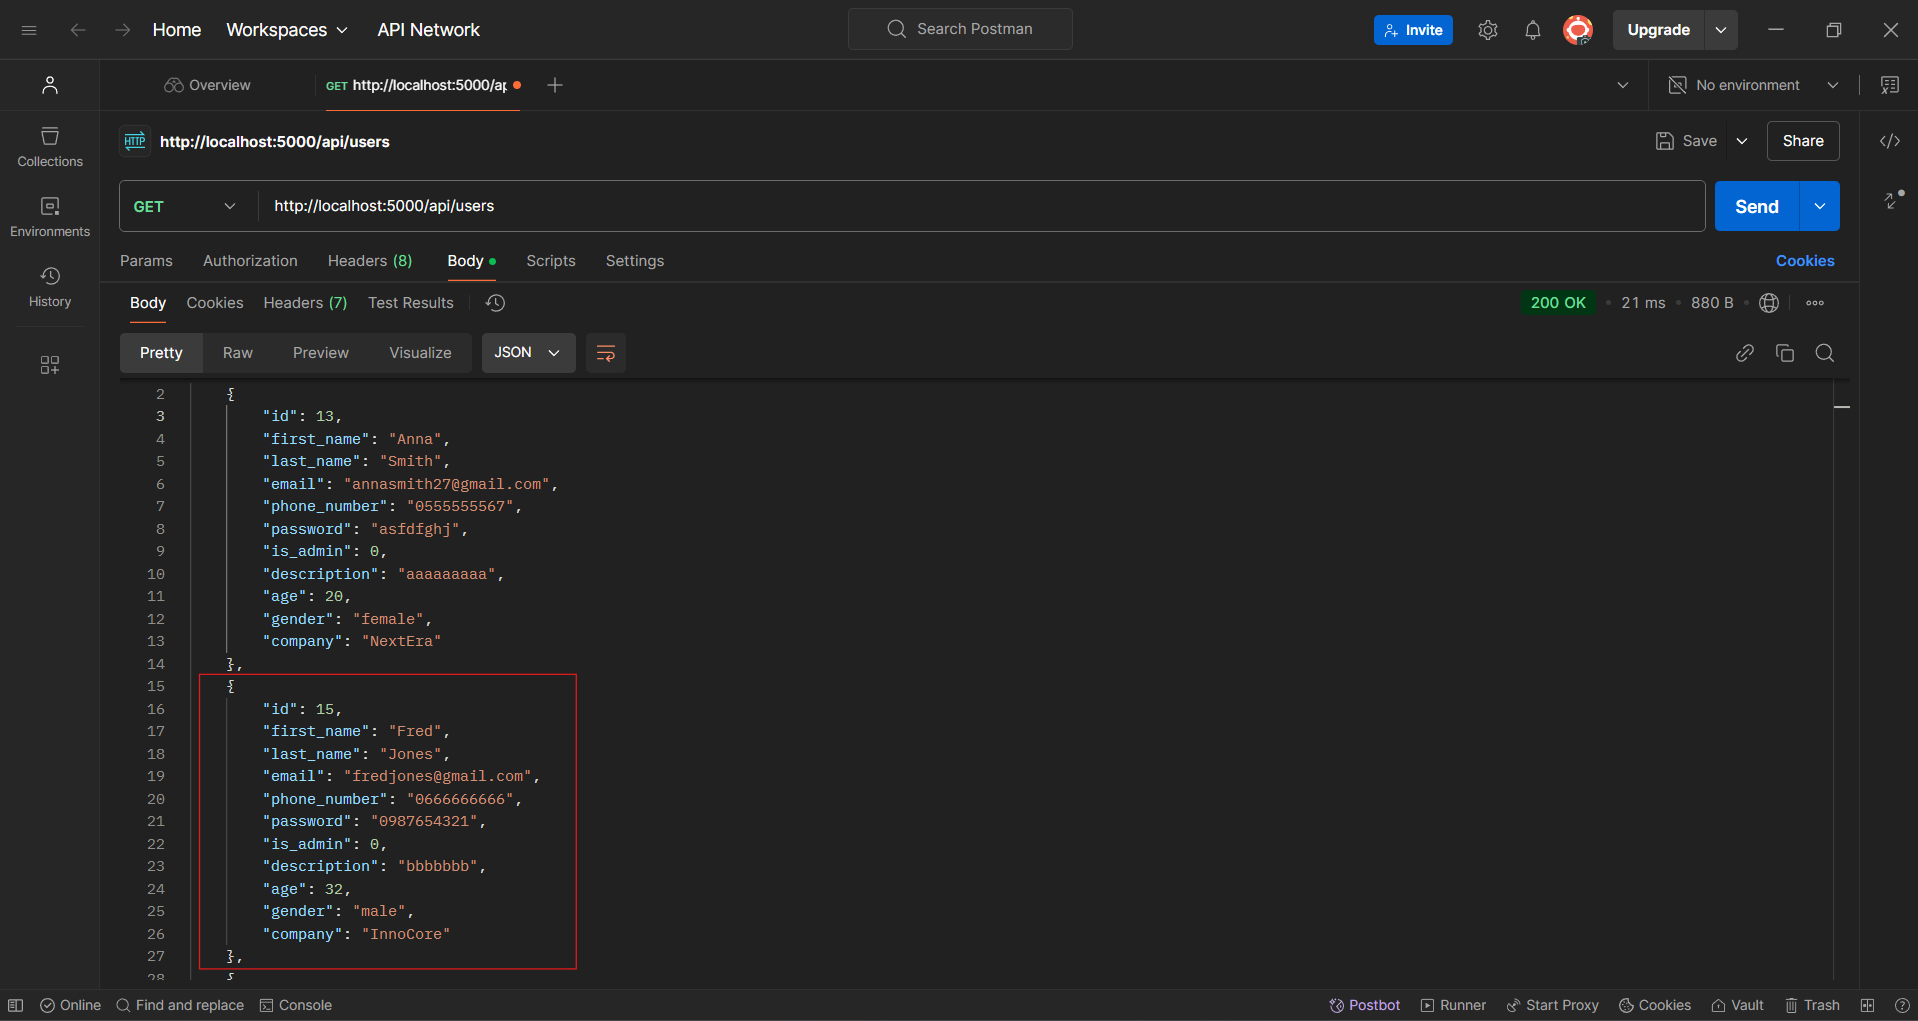 Home Workspaces API Network Search Postman Invite Upgrade
Overview GET http://localhost:5000/ap No environment
HTTP http://localhost:5000/api/users Save Share
Collections
GET http://localhost:5000/api/users Send
Environments
Params Authorization Headers (8) Body Scripts Settings Cookies
History
Body Cookies Headers (7) Test Results 200 OK 21 ms 880 B
Pretty Raw Preview Visualize JSON
2 {
3 "id": 13,
4 "first_name": "Anna",
5 "last_name": "Smith",
6 "email": "annasmith27@gmail.com",
7 "phone_number": "0555555567",
8 "password": "asfdfghj",
9 "is_admin": 0,
10 "description": "aaaaaaaaa",
11 "age": 20,
12 "gender": "female",
13 "company": "NextEra"
14 },
15 {
16 "id": 15,
17 "first_name": "Fred",
18 "last_name": "Jones",
19 "email": "fredjones@gmail.com",
20 "phone_number": "0666666666",
21 "password": "0987654321",
22 "is_admin": 0,
23 "description": "bbbbbbb",
24 "age": 32,
25 "gender": "male",
26 "company": "InnoCore"
27 },
28 {
Online Find and replace Console Postbot Runner Start Proxy Cookies Vault Trash